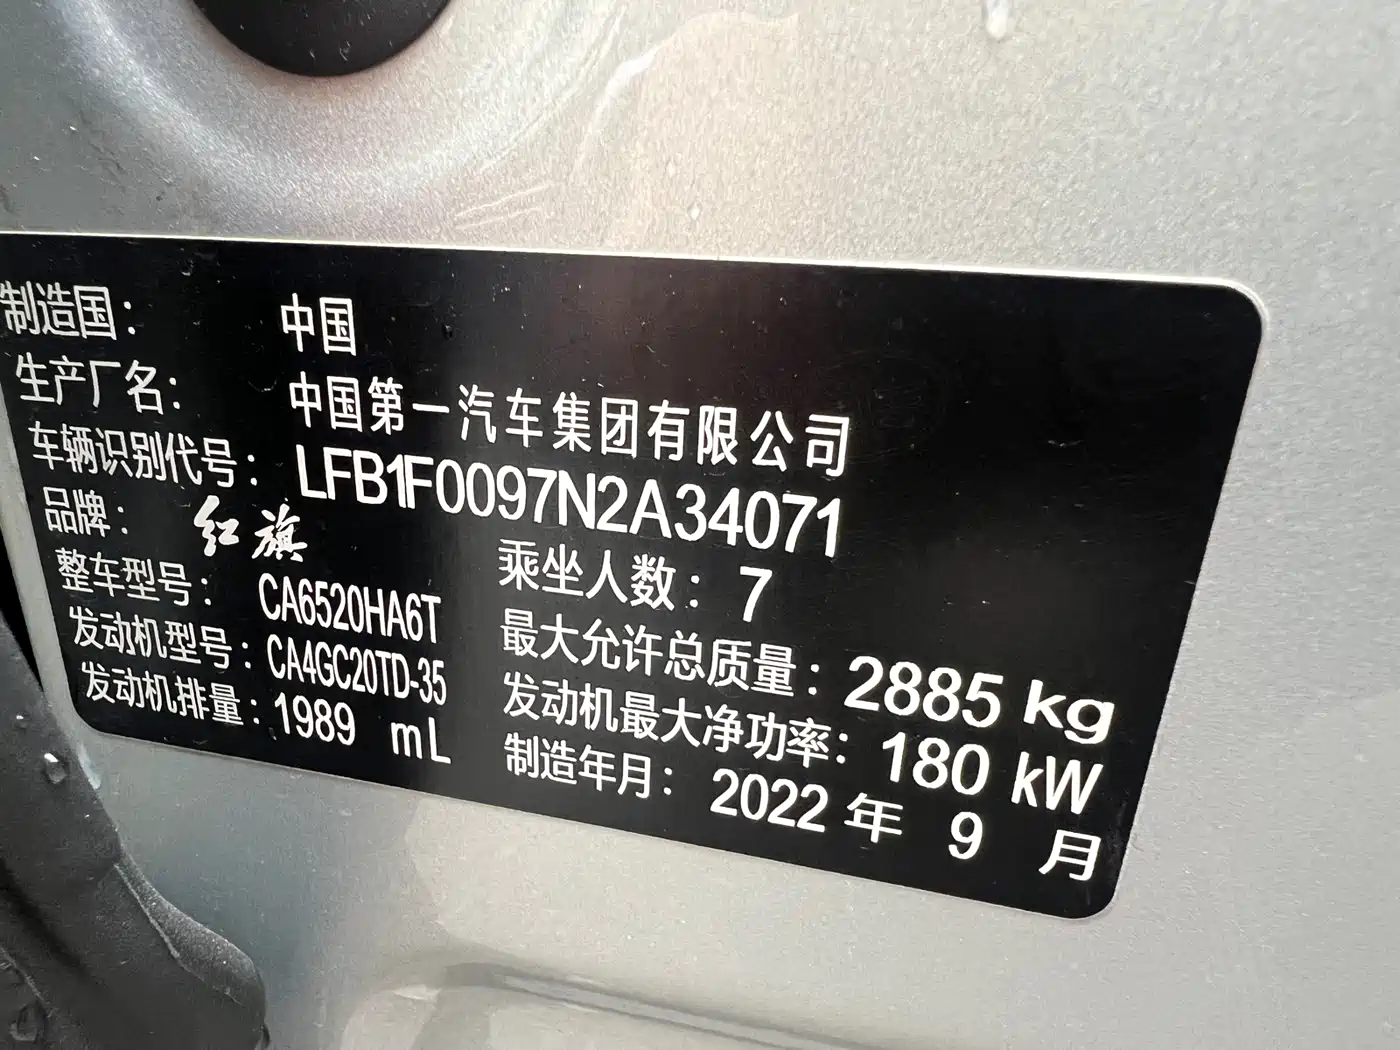 制造国： 中国
生产厂名： 中国第一汽车集团有限公司
车辆识别代号： LFB1F0097N2A34071
品牌： 红旗 乘坐人数： 7
整车型号： CA6520HA6T 最大允许总质量： 2885 kg
发动机型号： CA4GC20TD-35 发动机最大净功率： 180 kW
发动机排量： 1989 mL 制造年月： 2022 年 9 月